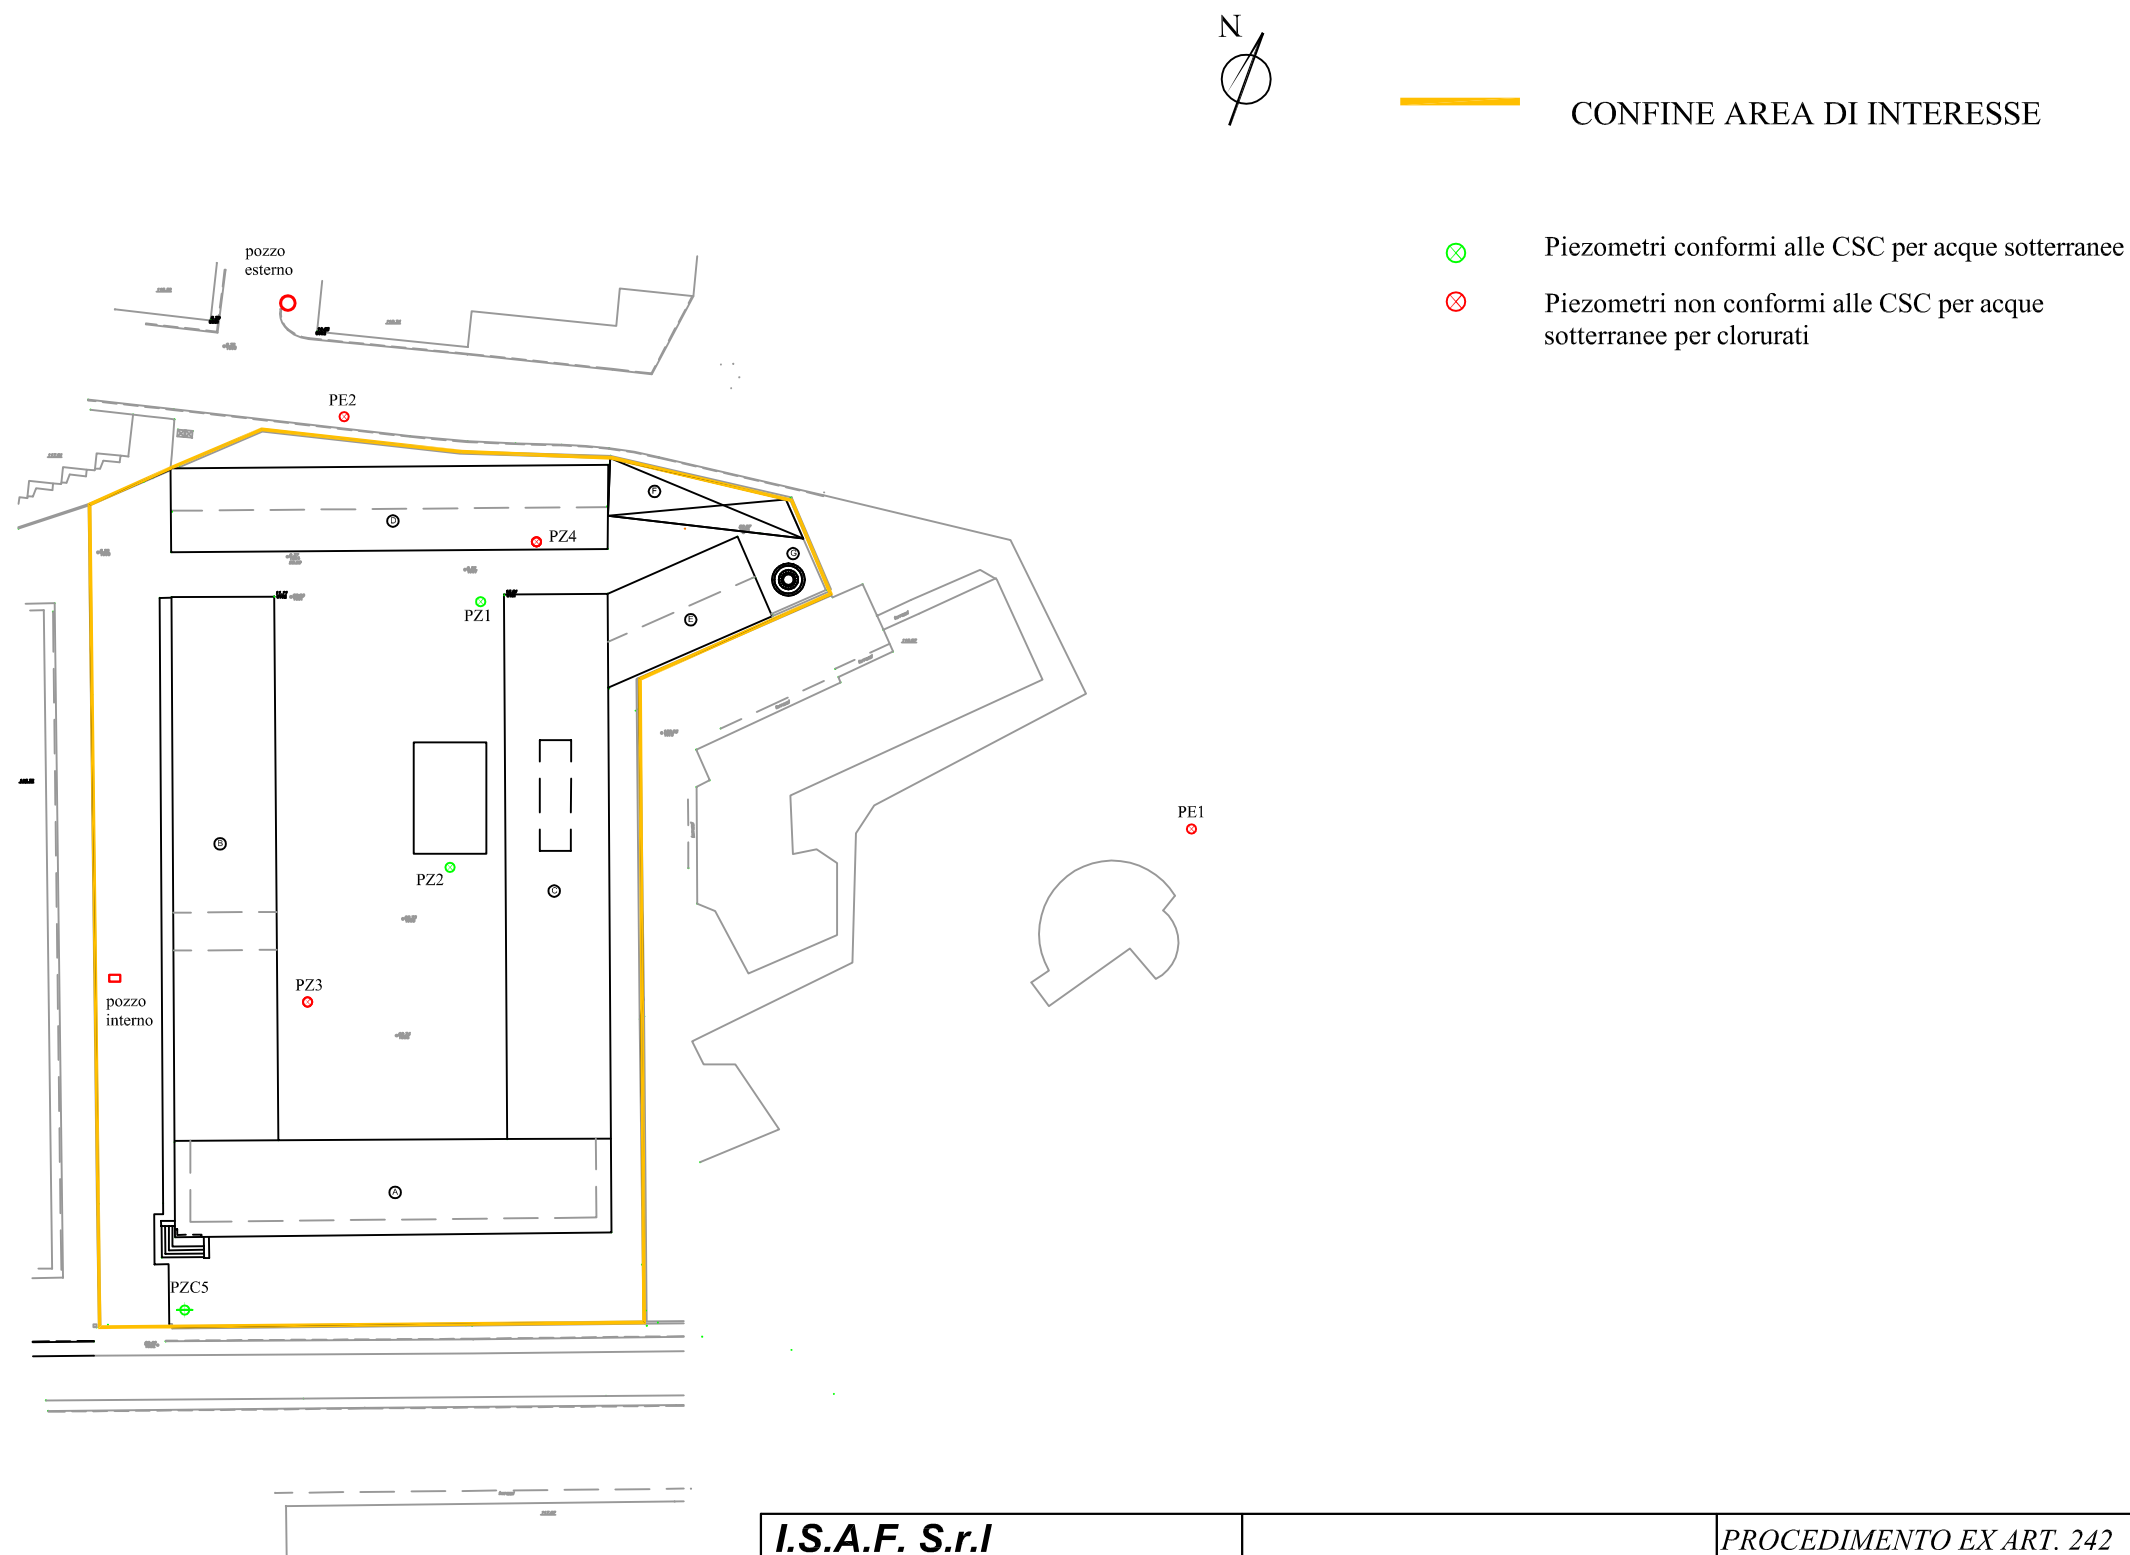 N
CONFINE AREA DI INTERESSE
Piezometri conformi alle CSC per acque sotterranee
Piezometri non conformi alle CSC per acque
sotterranee per clorurati
pozzo
esterno
PE2
F
D
PZ4
G
PZ1
E
PE1
B
PZ2
C
PZ3
pozzo
interno
A
PZC5
I.S.A.F. S.r.l
PROCEDIMENTO EX ART. 242